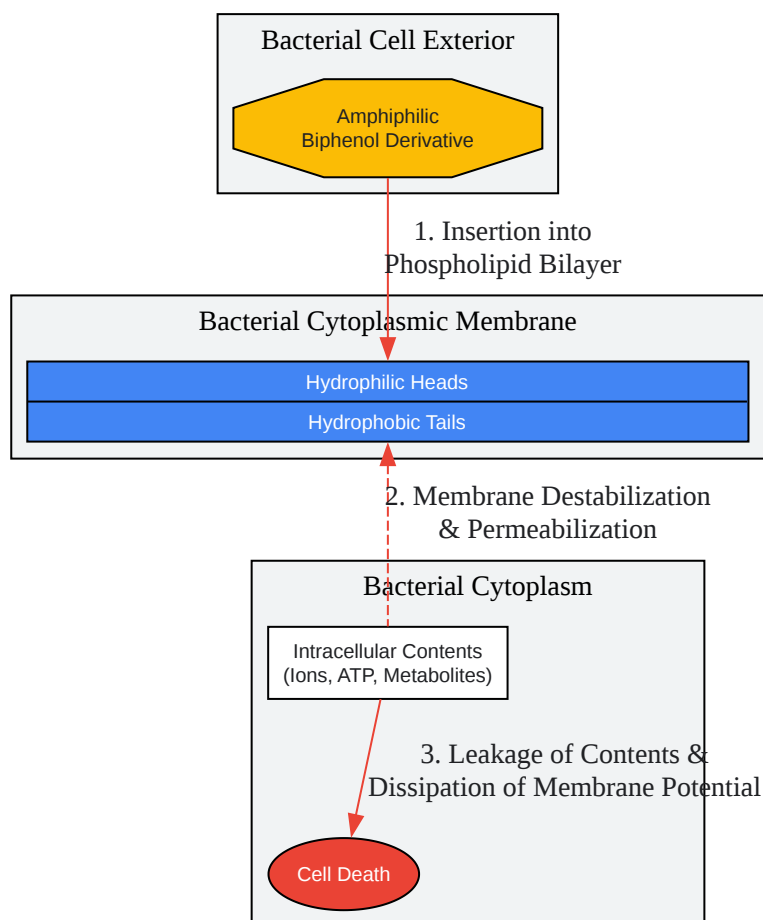 Bacterial Cell Exterior
Amphiphilic
Biphenol Derivative
1. Insertion into
Phospholipid Bilayer
Bacterial Cytoplasmic Membrane
Hydrophilic Heads
Hydrophobic Tails
2. Membrane Destabilization
& Permeabilization
Bacterial Cytoplasm
Intracellular Contents
(Ions, ATP, Metabolites)
3. Leakage of Contents &
Dissipation of Membrane Potential
Cell Death